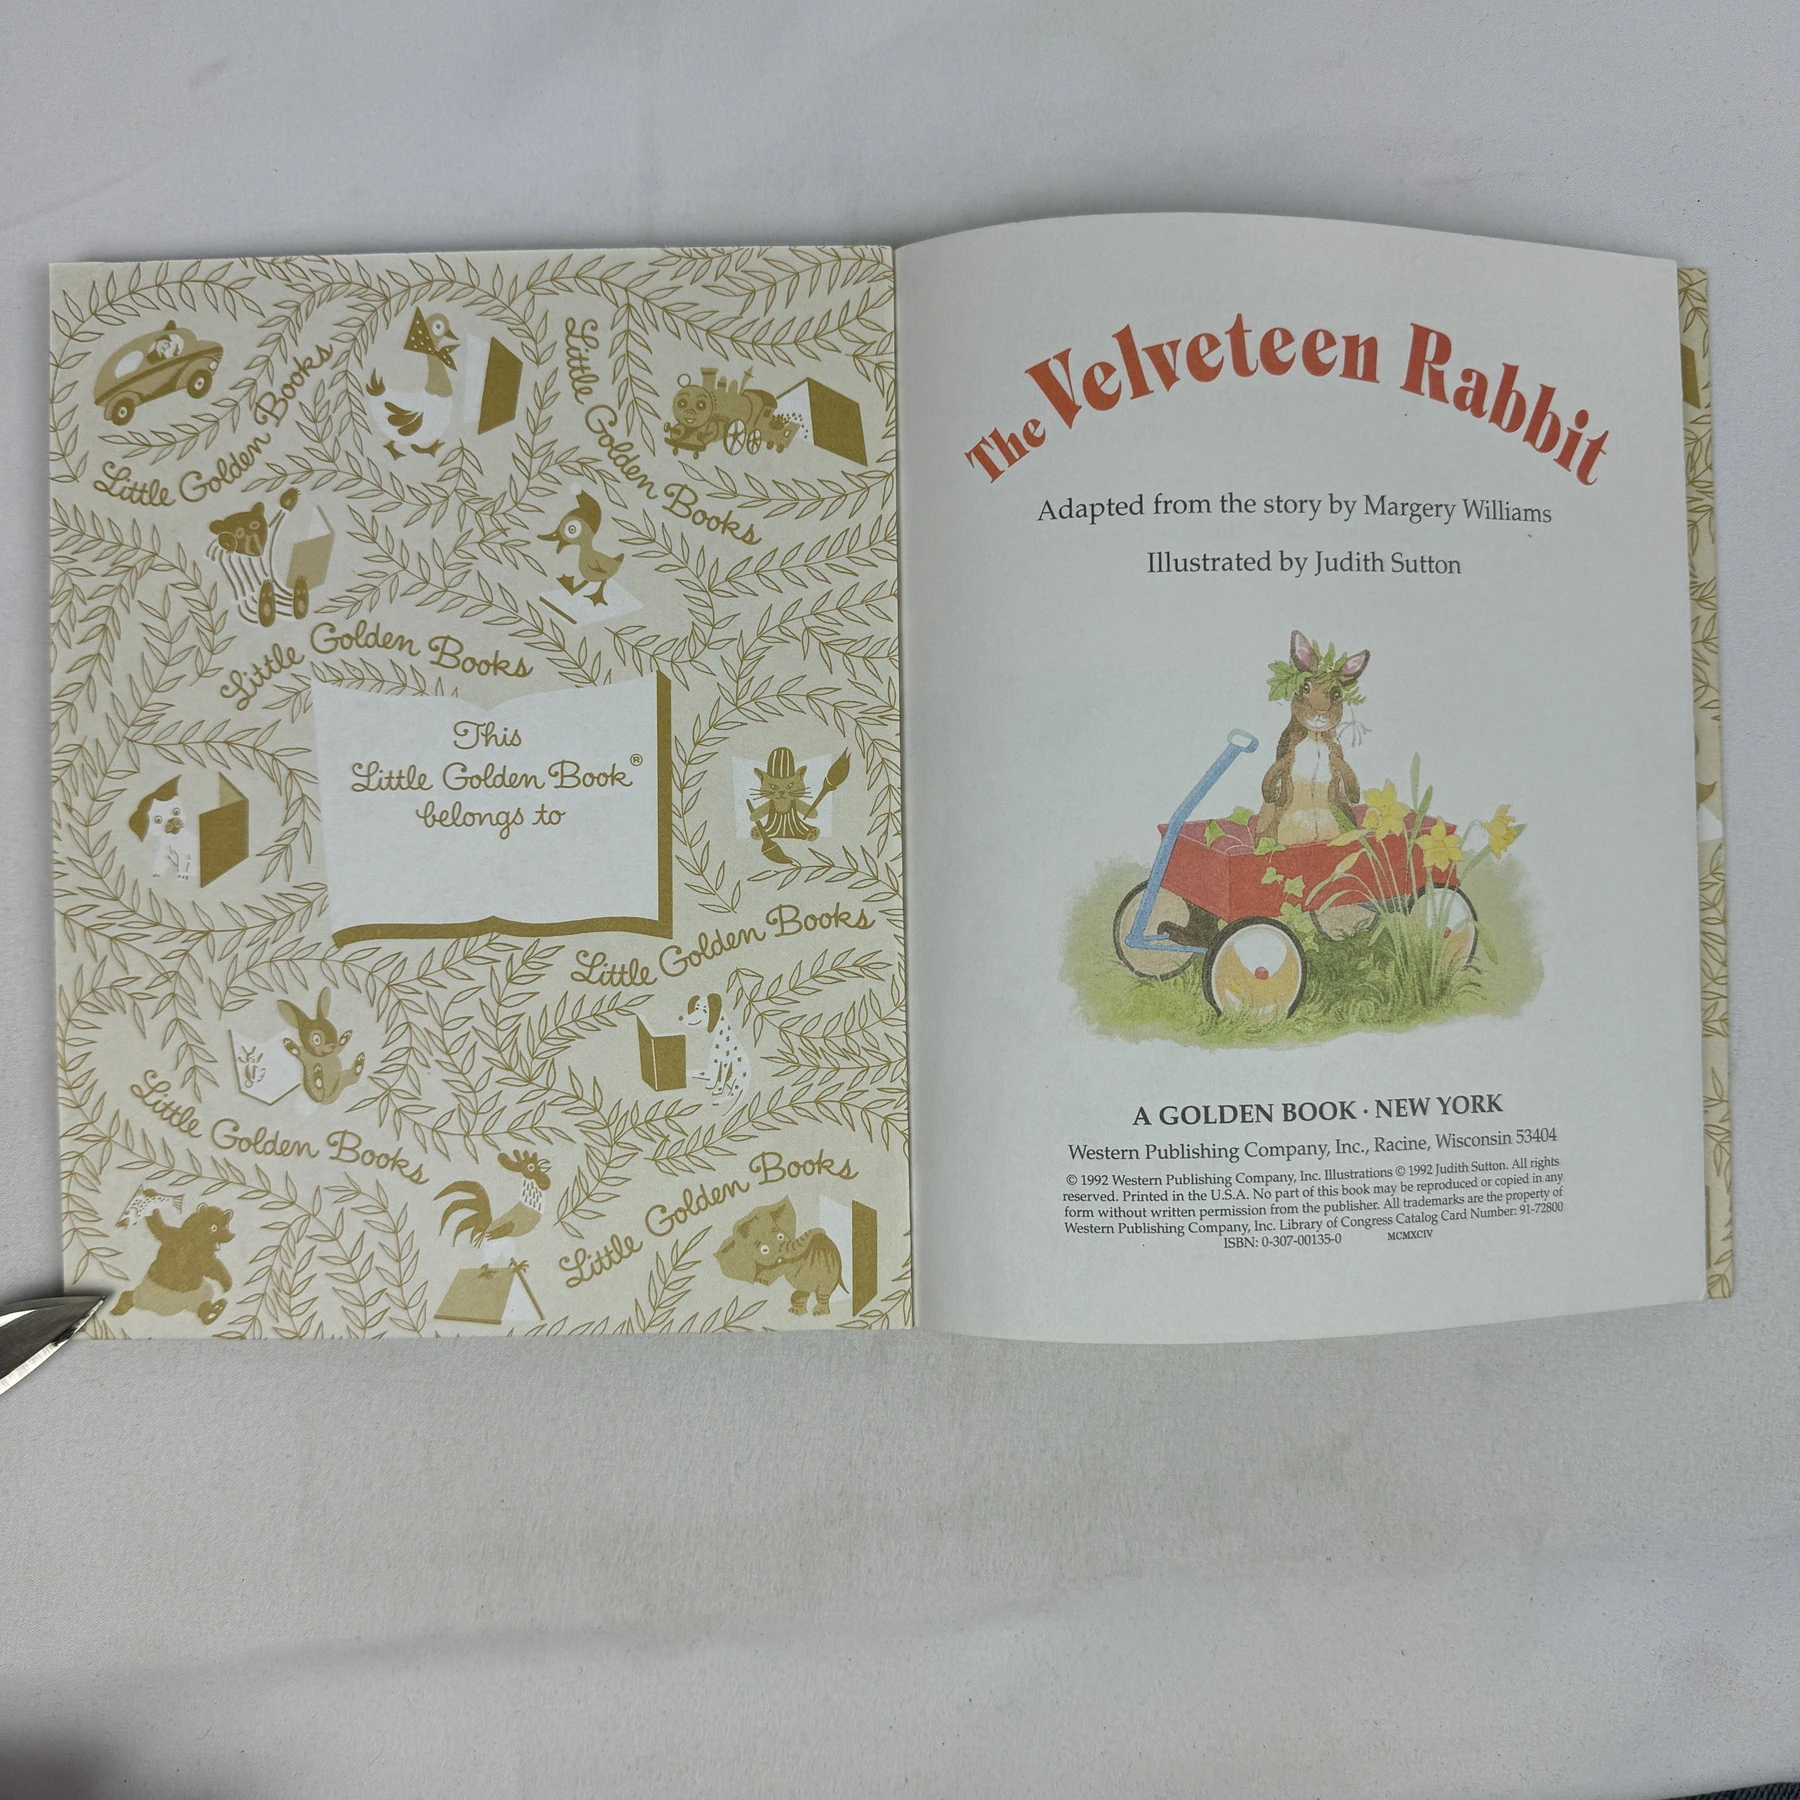 Little Golden Books
Little Golden Books
Little Golden Books
This
Little Golden Book®
belongs to
Little Golden Books
Little Golden Books
Little Golden Books
The Velveteen Rabbit
Adapted from the story by Margery Williams
Illustrated by Judith Sutton
A GOLDEN BOOK · NEW YORK
Western Publishing Company, Inc., Racine, Wisconsin 53404
© 1992 Western Publishing Company, Inc. Illustrations © 1992 Judith Sutton. All rights
reserved. Printed in the U.S.A. No part of this book may be reproduced or copied in any
form without written permission from the publisher. All trademarks are the property of
Western Publishing Company, Inc. Library of Congress Catalog Card Number: 91-72800
ISBN: 0-307-00135-0 MCMXCIV